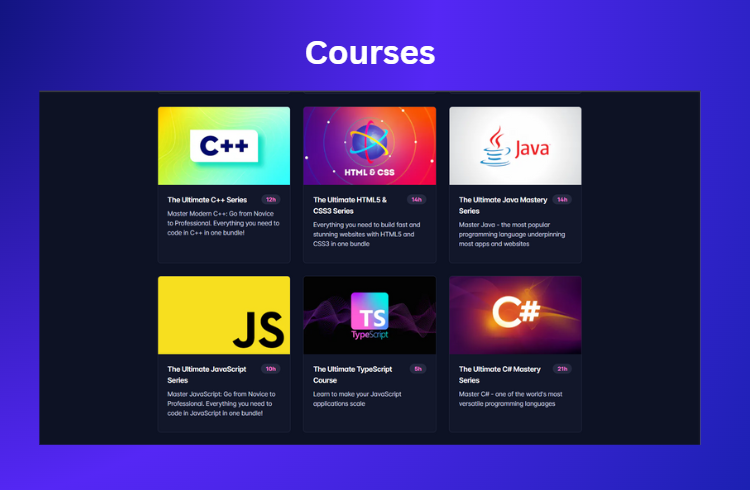 Courses
C++
HTML & CSS
Java
The Ultimate C++ Series 12h
Master Modern C++: Go from Novice
to Professional. Everything you need to
code in C++ in one bundle!
The Ultimate HTML5 & 14h
CSS3 Series
Everything you need to build fast and
stunning websites with HTML5 and
CSS3 in one bundle
The Ultimate Java Mastery 14h
Series
Master Java - the most popular
programming language underpinning
most apps and websites
JS
TS
TypeScript
C#
The Ultimate JavaScript 10h
Series
Master JavaScript: Go from Novice to
Professional. Everything you need to
code in JavaScript in one bundle!
The Ultimate TypeScript 5h
Course
Learn to make your JavaScript
applications scale
The Ultimate C# Mastery 21h
Series
Master C# - one of the world's most
versatile programming languages